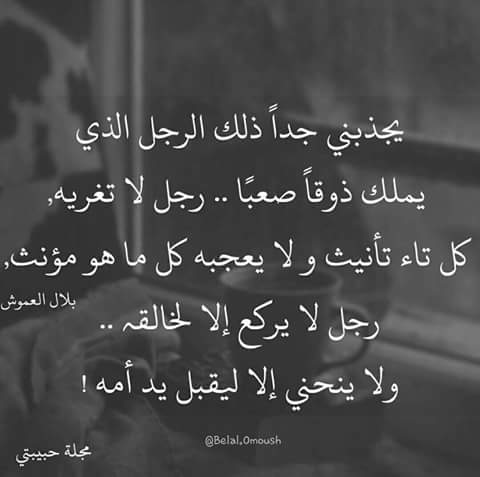 يجذبني جداً ذلك الرجل الذي
يملك ذوقاً صعبًا .. رجل لا تغريه,
كل تاء تأنيث و لا يعجبه كل ما هو مؤنث,
بلال العموش
رجل لا يركع إلا لخالقه ..
ولا ينحني إلا ليقبل يد أمه !
@Belal,Omoush
مجلة حبيبتي